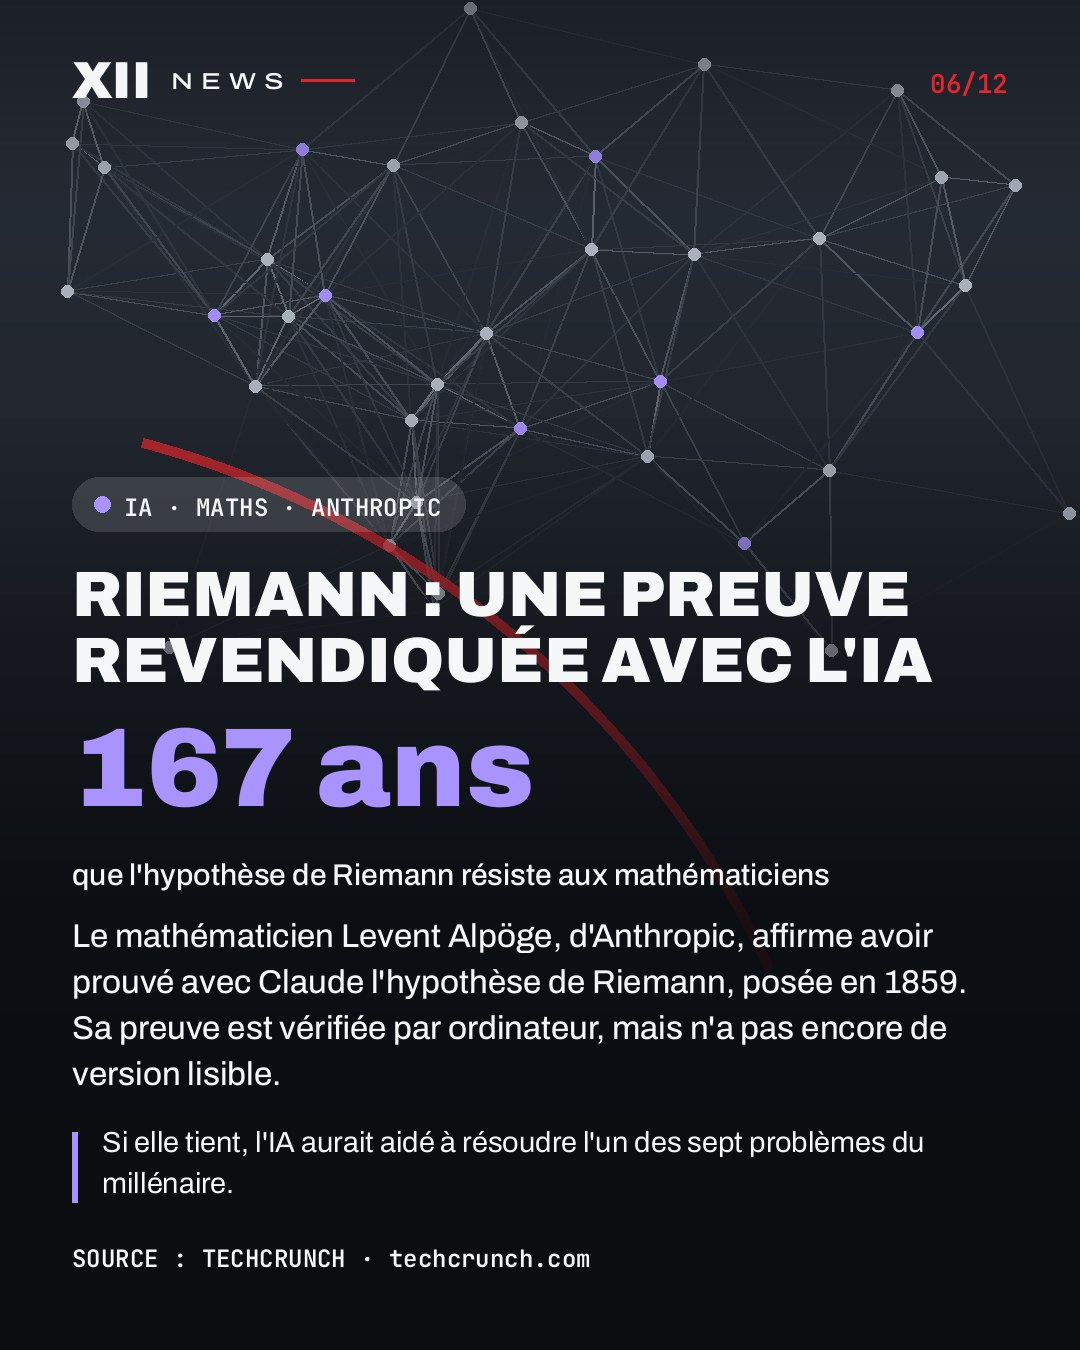 XII NEWS
06/12
IA · MATHS · ANTHROPIC
RIEMANN : UNE PREUVE
REVENDIQUÉE AVEC L'IA
167 ans
que l'hypothèse de Riemann résiste aux mathématiciens
Le mathématicien Levent Alpöge, d'Anthropic, affirme avoir
prouvé avec Claude l'hypothèse de Riemann, posée en 1859.
Sa preuve est vérifiée par ordinateur, mais n'a pas encore de
version lisible.
Si elle tient, l'IA aurait aidé à résoudre l'un des sept problèmes du
millénaire.
SOURCE : TECHCRUNCH · techcrunch.com